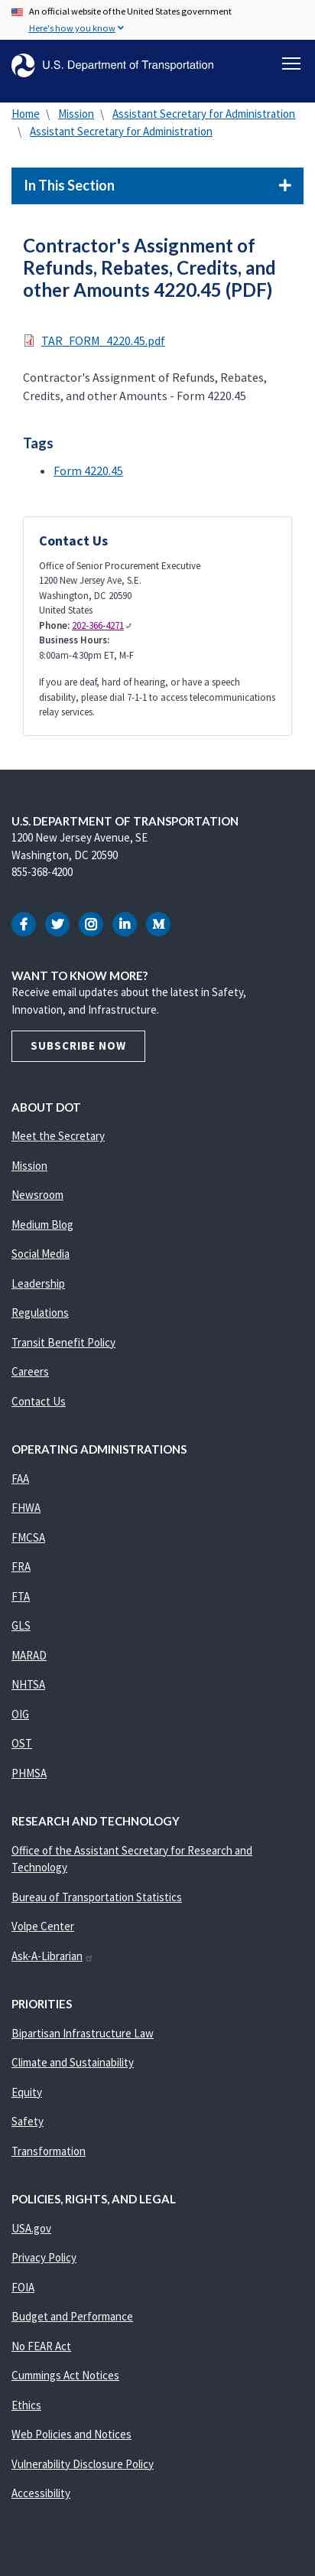 An official website of the United States government
Here's how you know
U.S. Department of Transportation
Home \ Mission \ Assistant Secretary for Administration
\ Assistant Secretary for Administration
In This Section
Contractor's Assignment of
Refunds, Rebates, Credits, and
other Amounts 4220.45 (PDF)
TAR_FORM_4220.45.pdf
Contractor's Assignment of Refunds, Rebates,
Credits, and other Amounts - Form 4220.45
Tags
Form 4220.45
Contact Us
Office of Senior Procurement Executive
1200 New Jersey Ave, S.E.
Washington, DC 20590
United States
Phone: 202-366-4271
Business Hours:
8:00am-4:30pm ET, M-F
If you are deaf, hard of hearing, or have a speech
disability, please dial 7-1-1 to access telecommunications
relay services.
U.S. DEPARTMENT OF TRANSPORTATION
1200 New Jersey Avenue, SE
Washington, DC 20590
855-368-4200
WANT TO KNOW MORE?
Receive email updates about the latest in Safety,
Innovation, and Infrastructure.
SUBSCRIBE NOW
ABOUT DOT
Meet the Secretary
Mission
Newsroom
Medium Blog
Social Media
Leadership
Regulations
Transit Benefit Policy
Careers
Contact Us
OPERATING ADMINISTRATIONS
FAA
FHWA
FMCSA
FRA
FTA
GLS
MARAD
NHTSA
OIG
OST
PHMSA
RESEARCH AND TECHNOLOGY
Office of the Assistant Secretary for Research and
Technology
Bureau of Transportation Statistics
Volpe Center
Ask-A-Librarian
PRIORITIES
Bipartisan Infrastructure Law
Climate and Sustainability
Equity
Safety
Transformation
POLICIES, RIGHTS, AND LEGAL
USA.gov
Privacy Policy
FOIA
Budget and Performance
No FEAR Act
Cummings Act Notices
Ethics
Web Policies and Notices
Vulnerability Disclosure Policy
Accessibility